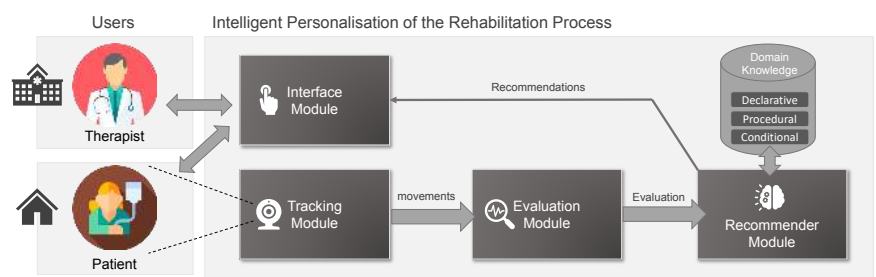 Users
Intelligent Personalisation of the Rehabilitation Process
Therapist
Patient
Interface
Module
Recommendations
Domain
Knowledge
Declarative
Procedural
Conditional
Tracking
Module
movements
Evaluation
Module
Evaluation
Recommender
Module